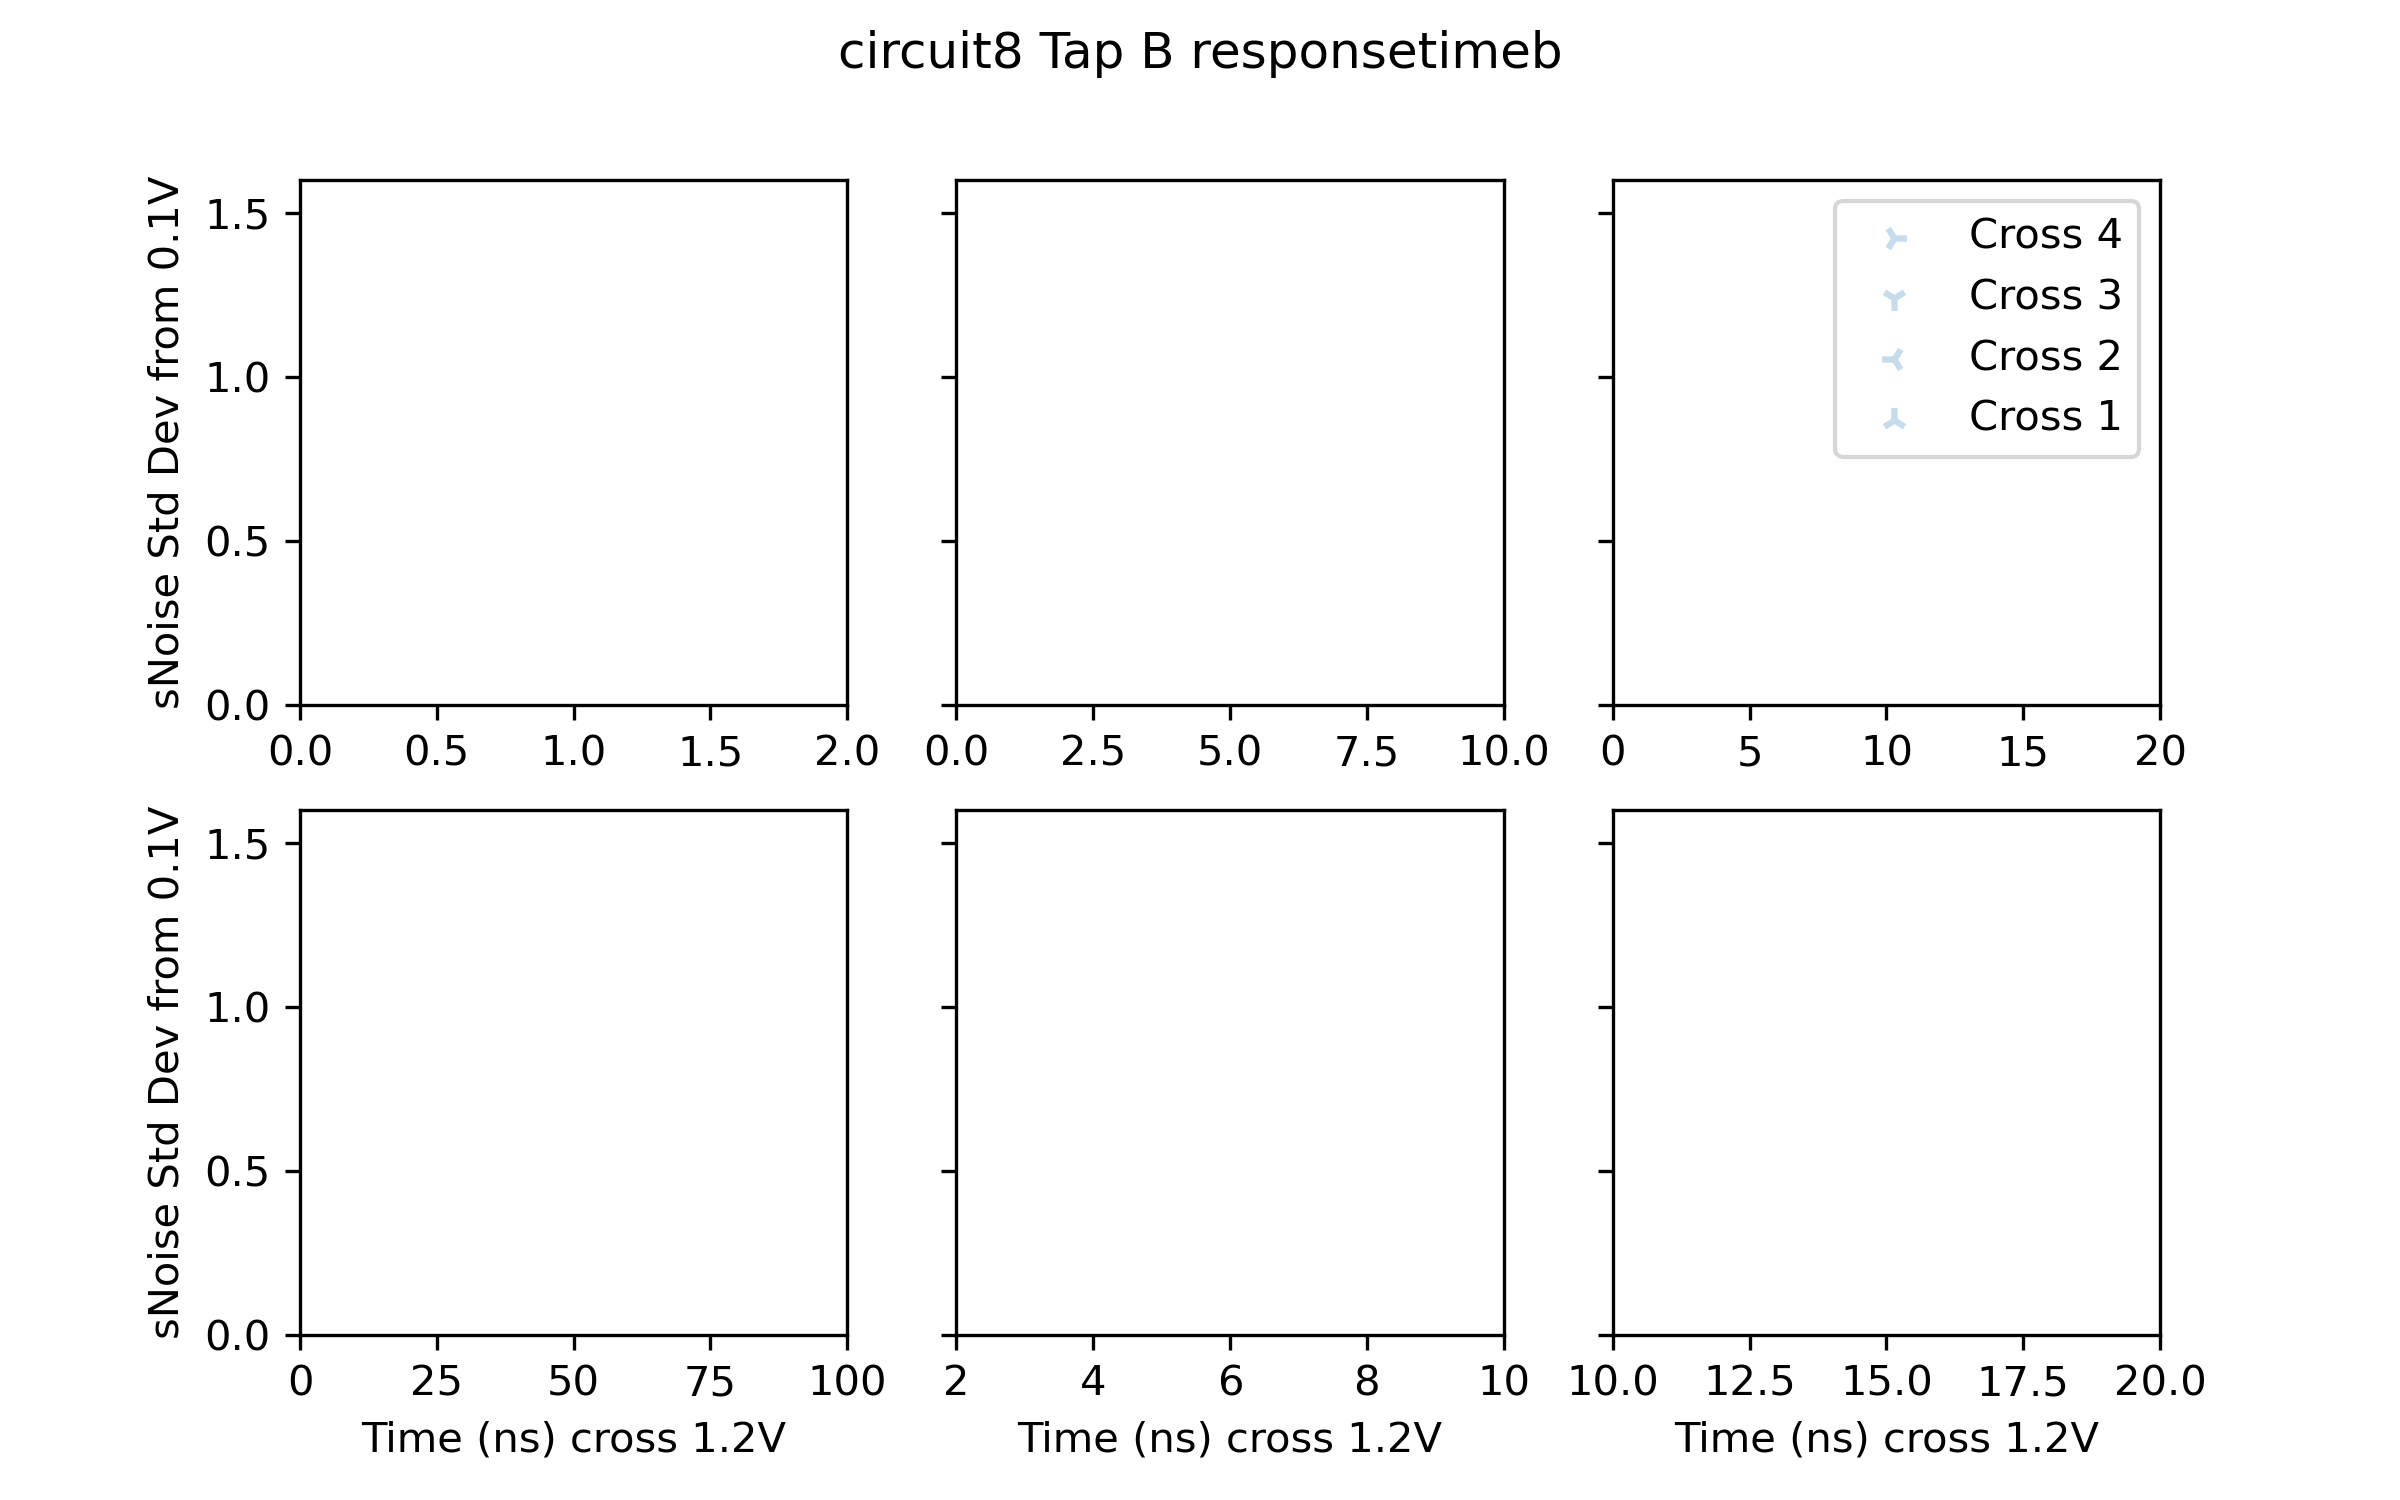 circuit8 Tap B responsetimeb
sNoise Std Dev from 0.1V
1.5
1.0
0.5
0.0
0.0 0.5 1.0 1.5 2.0
0.0 2.5 5.0 7.5 10.0
Cross 4
Cross 3
Cross 2
Cross 1
0 5 10 15 20
sNoise Std Dev from 0.1V
1.5
1.0
0.5
0.0
0 25 50 75 100
Time (ns) cross 1.2V
2 4 6 8 10
Time (ns) cross 1.2V
10.0 12.5 15.0 17.5 20.0
Time (ns) cross 1.2V